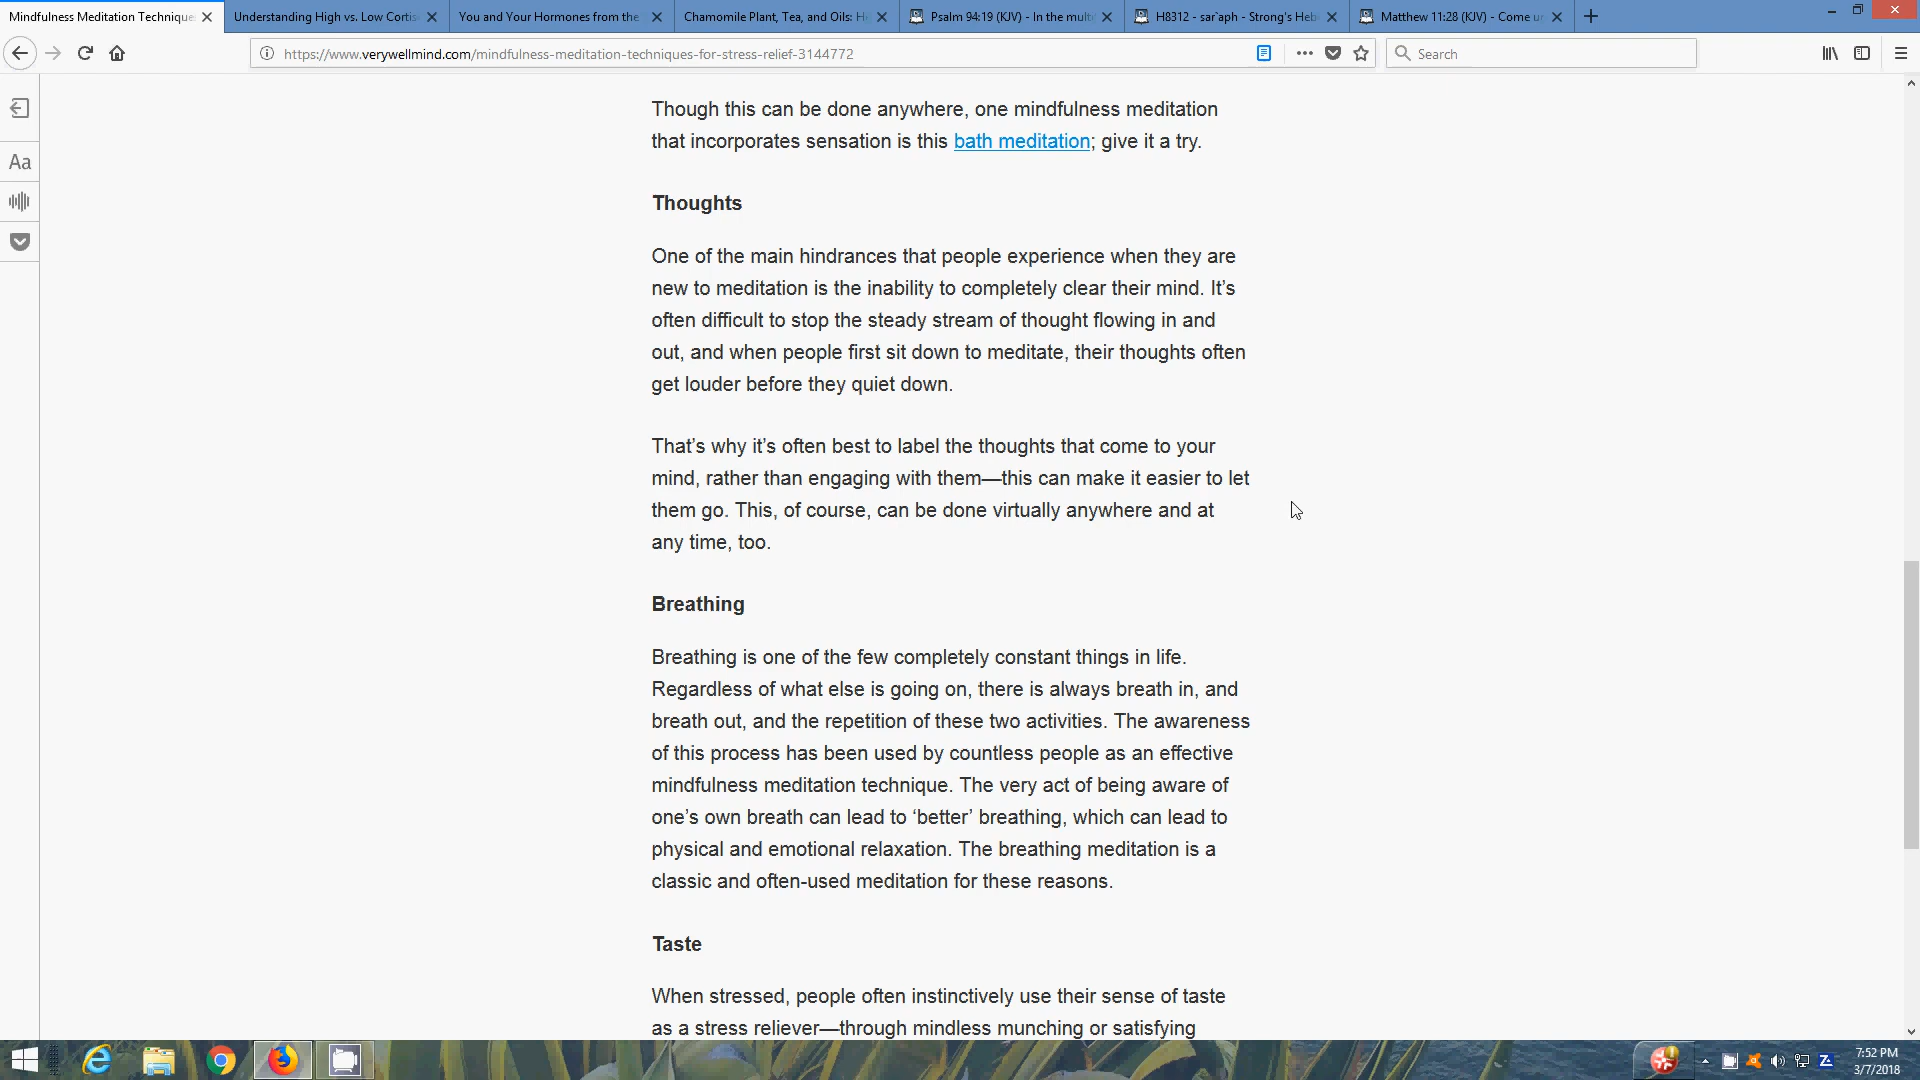 Mindfulness Meditation Technique
Understanding High vs. Low Cortis
You and Your Hormones from the
Chamomile Plant, Tea, and Oils: H
Psalm 94:19 (KJV) - In the mult
H8312 - sar`aph - Strong's Heb
Matthew 11:28 (KJV) - Come u
https://www.verywellmind.com/mindfulness-meditation-techniques-for-stress-relief-3144772
Search
Aa
Though this can be done anywhere, one mindfulness meditation
that incorporates sensation is this bath meditation; give it a try.
Thoughts
One of the main hindrances that people experience when they are
new to meditation is the inability to completely clear their mind. It’s
often difficult to stop the steady stream of thought flowing in and
out, and when people first sit down to meditate, their thoughts often
get louder before they quiet down.
That’s why it’s often best to label the thoughts that come to your
mind, rather than engaging with them—this can make it easier to let
them go. This, of course, can be done virtually anywhere and at
any time, too.
Breathing
Breathing is one of the few completely constant things in life.
Regardless of what else is going on, there is always breath in, and
breath out, and the repetition of these two activities. The awareness
of this process has been used by countless people as an effective
mindfulness meditation technique. The very act of being aware of
one’s own breath can lead to ‘better’ breathing, which can lead to
physical and emotional relaxation. The breathing meditation is a
classic and often-used meditation for these reasons.
Taste
When stressed, people often instinctively use their sense of taste
as a stress reliever—through mindless munching or satisfying
7:52 PM
3/7/2018